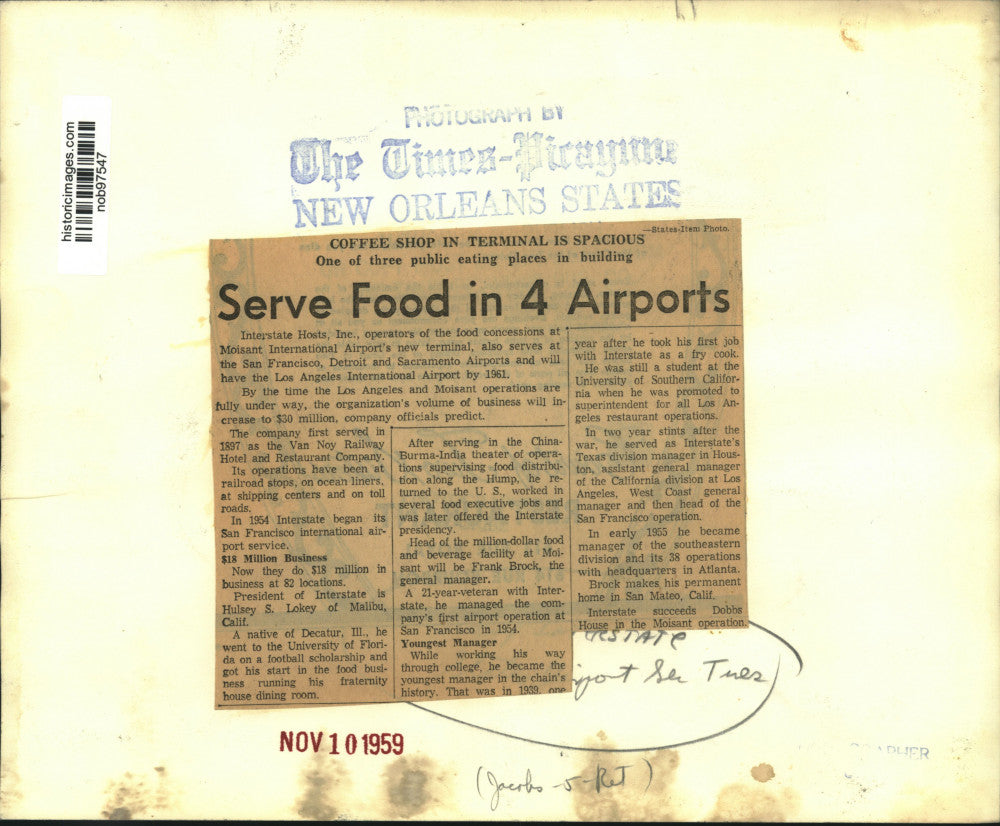 historicimages.com
nob97547
PHOTOGRAPH BY
The Times-Picayune
NEW ORLEANS STATES
—States-Item Photo.
COFFEE SHOP IN TERMINAL IS SPACIOUS
One of three public eating places in building
Serve Food in 4 Airports
Interstate Hosts, Inc., operators of the food concessions at
Moisant International Airport's new terminal, also serves at
the San Francisco, Detroit and Sacramento Airports and will
have the Los Angeles International Airport by 1961.
By the time the Los Angeles and Moisant operations are
fully under way, the organization's volume of business will in-
crease to $30 million, company officials predict.
The company first served in
1897 as the Van Noy Railway
Hotel and Restaurant Company.
Its operations have been at
railroad stops, on ocean liners,
at shipping centers and on toll
roads.
In 1954 Interstate began its
San Francisco international air-
port service.
$18 Million Business
Now they do $18 million in
business at 82 locations.
President of Interstate is
Hulsey S. Lokey of Malibu,
Calif.
A native of Decatur, Ill., he
went to the University of Flori-
da on a football scholarship and
got his start in the food busi-
ness running his fraternity
house dining room.
After serving in the China-
Burma-India theater of opera-
tions supervising food distribu-
tion along the Hump, he re-
turned to the U. S., worked in
several food executive jobs and
was later offered the Interstate
presidency.
Head of the million-dollar food
and beverage facility at Moi-
sant will be Frank Brock, the
general manager.
A 21-year-veteran with Inter-
state, he managed the com-
pany's first airport operation at
San Francisco in 1954.
Youngest Manager
While working his way
through college, he became the
youngest manager in the chain's
history. That was in 1939, one
year after he took his first job
with Interstate as a fry cook.
He was still a student at the
University of Southern Califor-
nia when he was promoted to
superintendent for all Los An-
geles restaurant operations.
In two year stints after the
war, he served as Interstate's
Texas division manager in Hous-
ton, assistant general manager
of the California division at Los
Angeles, West Coast general
manager and then head of the
San Francisco operation.
In early 1955 he became
manager of the southeastern
division and its 38 operations
with headquarters in Atlanta.
Brock makes his permanent
home in San Mateo, Calif.
Interstate succeeds Dobbs
House in the Moisant operation.
Tues
NOV 10 1959
(Jacobs-5-Ret)